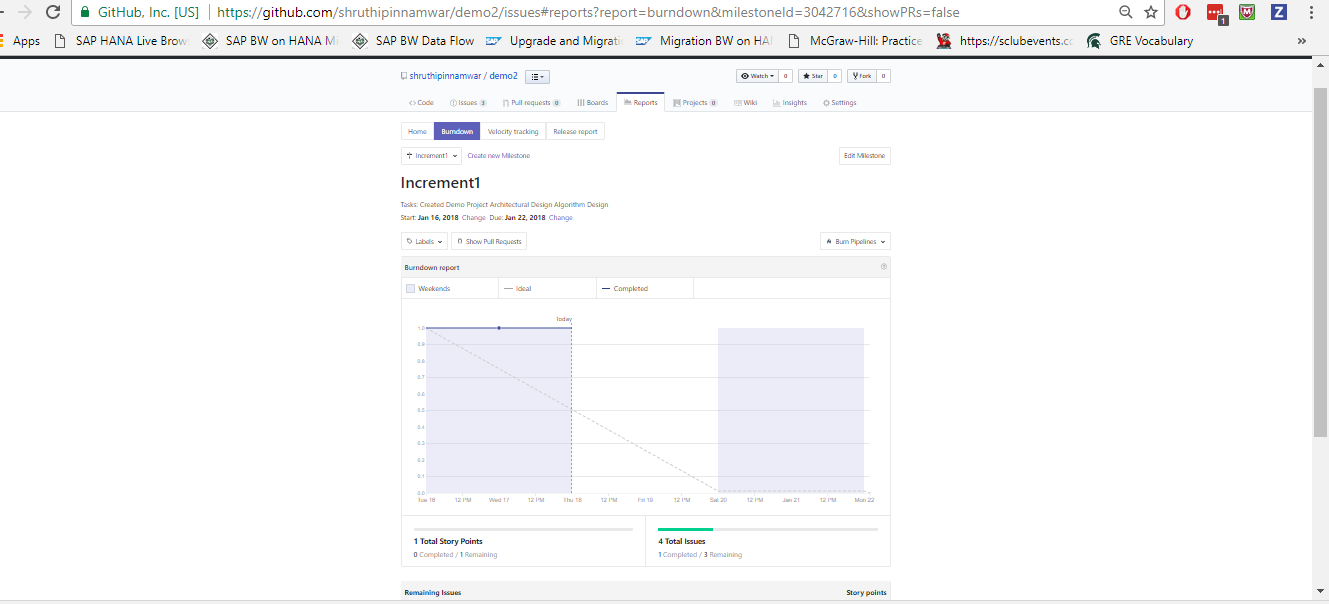 GitHub, Inc. [US] https://github.com/shruthipinnamwar/demo2/issues#reports?report=burndown&milestoneId=3042716&showPRs=false
1
Apps SAP HANA Live Brow SAP BW on HANA Mi SAP BW Data Flow SAP Upgrade and Migrati SAP Migration BW on HAN McGraw-Hill: Practice https://sclubevents.co GRE Vocabulary »
shruthipinnamwar / demo2 Watch 0 Star 0 Fork 0
Code Issues 3 Pull requests 0 Boards Reports Projects 0 Wiki Insights Settings
Home Burndown Velocity tracking Release report
Increment1 Create new Milestone Edit Milestone
Increment1
Tasks: Created Demo Project Architectural Design Algorithm Design
Start: Jan 16, 2018 Change Due: Jan 22, 2018 Change
Labels Show Pull Requests Burn Pipelines
Burndown report
Weekends Ideal Completed
Today
1.0
0.9
0.8
0.7
0.6
0.5
0.4
0.3
0.2
0.1
0.0
Tue 16 12 PM Wed 17 12 PM Thu 18 12 PM Fri 19 12 PM Sat 20 12 PM Jan 21 12 PM Mon 22
1 Total Story Points 4 Total Issues
0 Completed / 1 Remaining 1 Completed / 3 Remaining
Remaining Issues Story points